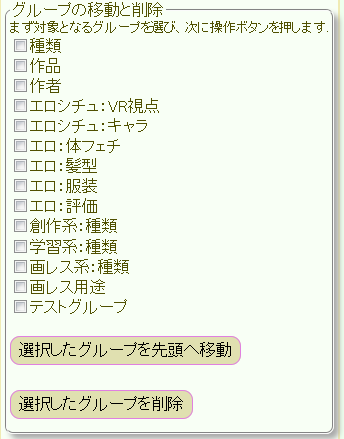 グループの移動と削除
まず対象となるグループを選び、次に操作ボタンを押します.
種類
作品
作者
エロシチュ：VR視点
エロシチュ：キャラ
エロ：体フェチ
エロ：髪型
エロ：服装
エロ：評価
創作系：種類
学習系：種類
画レス系：種類
画レス用途
テストグループ
選択したグループを先頭へ移動
選択したグループを削除